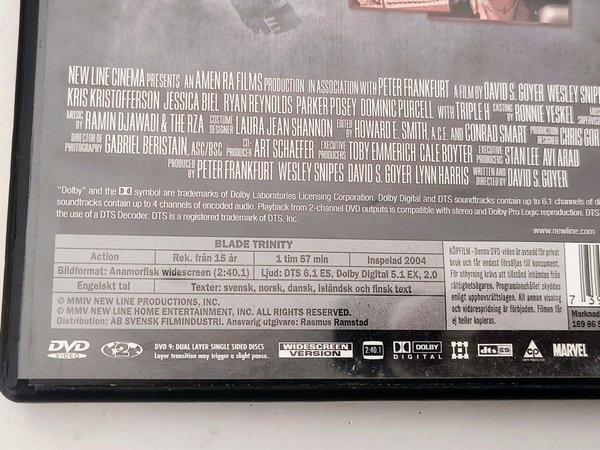 NEW LINE CINEMA PRESENTS AN AMEN RA FILMS PRODUCTION IN ASSOCIATION WITH PETER FRANKFURT A FILM BY DAVID S. GOYER WESLEY SNIPE
KRIS KRISTOFFERSON JESSICA BIEL RYAN REYNOLDS PARKER POSEY DOMINIC PURCELL WITH TRIPLE H CASTING BY RONNIE YESKEL SUPERVIS
MUSIC BY RAMIN DJAWADI & THE RZA COSTUME DESIGNER LAURA JEAN SHANNON EDITED BY HOWARD E. SMITH, A.C.E. AND CONRAD SMART PRODUCTION DESIGNER CHRIS GOR
DIRECTOR OF PHOTOGRAPHY GABRIEL BERISTAIN, ASC/BSC CO-PRODUCER ART SCHAEFER EXECUTIVE PRODUCERS TOBY EMMERICH CALE BOYTER EXECUTIVE PRODUCERS STAN LEE AVI ARAD
PRODUCED BY PETER FRANKFURT WESLEY SNIPES DAVID S. GOYER LYNN HARRIS WRITTEN AND DIRECTED BY DAVID S. GOYER
"Dolby" and the DD symbol are trademarks of Dolby Laboratories Licensing Corporation. Dolby Digital and DTS soundtracks can contain up to 6.1 channels of di
soundtracks contain up to 4 channels of encoded audio. Playback from 2-channel DVD outputs is compatible with stereo and Dolby Pro Logic reproduction. DTS
the use of a DTS Decoder. DTS is a registered trademark of DTS, Inc.
www.newline.com
BLADE TRINITY
Action Rek. från 15 år 1 tim 57 min Inspelad 2004
Bildformat: Anamorfisk widescreen (2:40.1) Ljud: DTS 6.1 ES, Dolby Digital 5.1 EX, 2.0
Engelskt tal Texter: svensk, norsk, dansk, isländsk och finsk text
© MMIV NEW LINE PRODUCTIONS, INC.
© MMV NEW LINE HOME ENTERTAINMENT, INC. ALL RIGHTS RESERVED.
Distribution: AB SVENSK FILMINDUSTRI. Ansvarig utgivare: Rasmus Ramstad
KÖPFILM - Denna DVD-video är avsedd för privat
bruk och får endast försäljas till konsument.
För uthyrning krävs att tillstånd inhämtas från
rättighetsägaren. Programinnehållet skyddas
enligt upphovsrättslagen. All annan visning
och vidarespridning är förbjuden. Filmen får
ej heller kopieras.
Marknad
169 86 S
DVD VIDEO
2
DVD 9: DUAL LAYER SINGLE SIDED DISCS
Layer transition may trigger a slight pause.
WIDESCREEN VERSION
2:40.1
DOLBY DIGITAL
dts ES
MARVEL